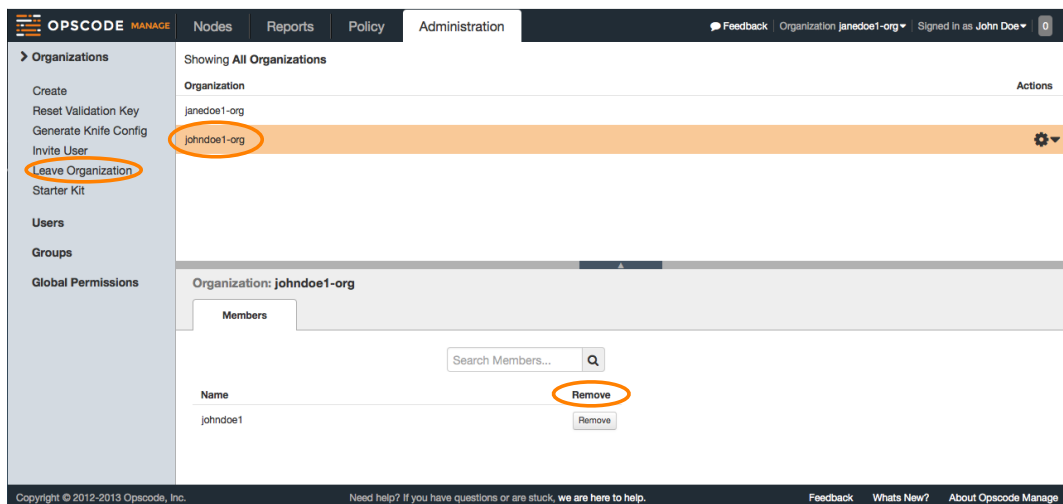 OPSCODE MANAGE Nodes Reports Policy Administration Feedback Organization janedoe1-org Signed in as John Doe 0
Organizations
Create
Reset Validation Key
Generate Knife Config
Invite User
Leave Organization
Starter Kit
Users
Groups
Global Permissions
Showing All Organizations
Organization Actions
janedoe1-org
johndoe1-org
Organization: johndoe1-org
Members
Search Members...
Name Remove
johndoe1 Remove
Copyright © 2012-2013 Opscode, Inc. Need help? If you have questions or are stuck, we are here to help. Feedback Whats New? About Opscode Manage